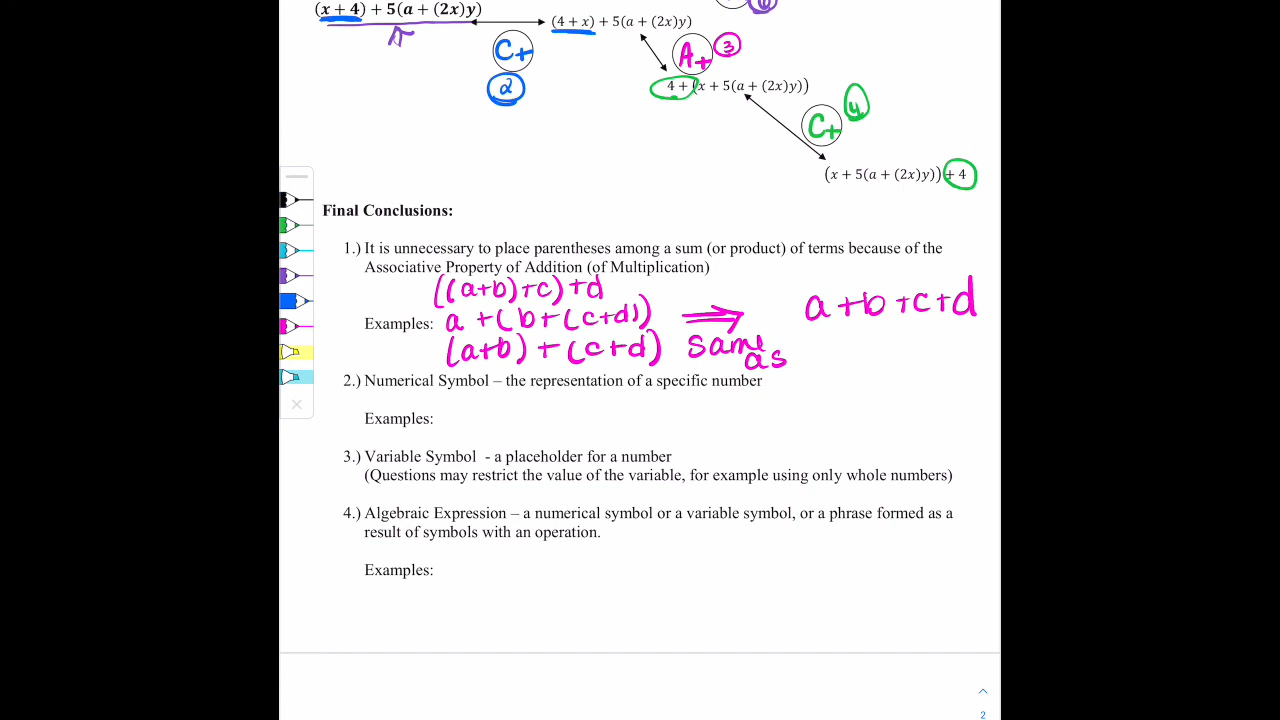 (x + 4) + 5(a + (2x)y)
(4 + x) + 5(a + (2x)y)
C+
2
A+ 3
4 + (x + 5(a + (2x)y))
C+ 4
(x + 5(a + (2x)y)) + 4
Final Conclusions:
1.) It is unnecessary to place parentheses among a sum (or product) of terms because of the
Associative Property of Addition (of Multiplication)
((a+b)+c)+d
Examples: a +(b+(c+d)) ⇒ a+b+c+d
(a+b) + (c+d) same as
2.) Numerical Symbol – the representation of a specific number
Examples:
3.) Variable Symbol - a placeholder for a number
(Questions may restrict the value of the variable, for example using only whole numbers)
4.) Algebraic Expression – a numerical symbol or a variable symbol, or a phrase formed as a
result of symbols with an operation.
Examples:
2